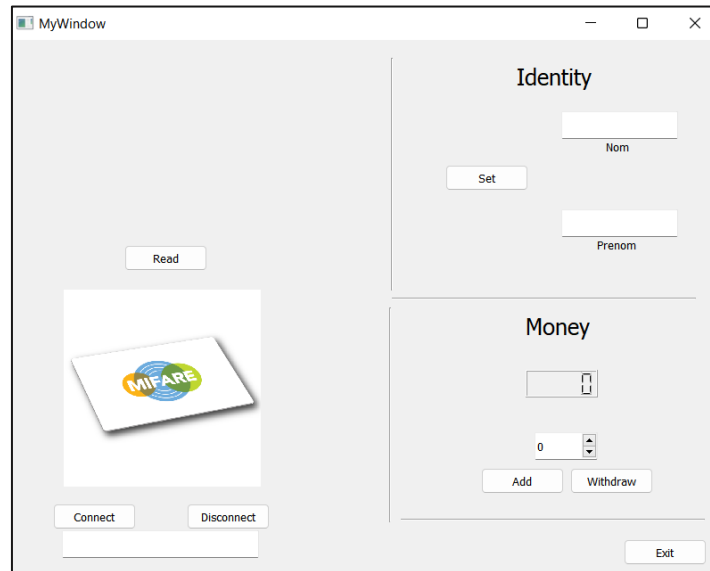 MyWindow
Identity
Nom
Set
Prenom
Read
MIFARE
Connect
Disconnect
Money
0
0
Add
Withdraw
Exit